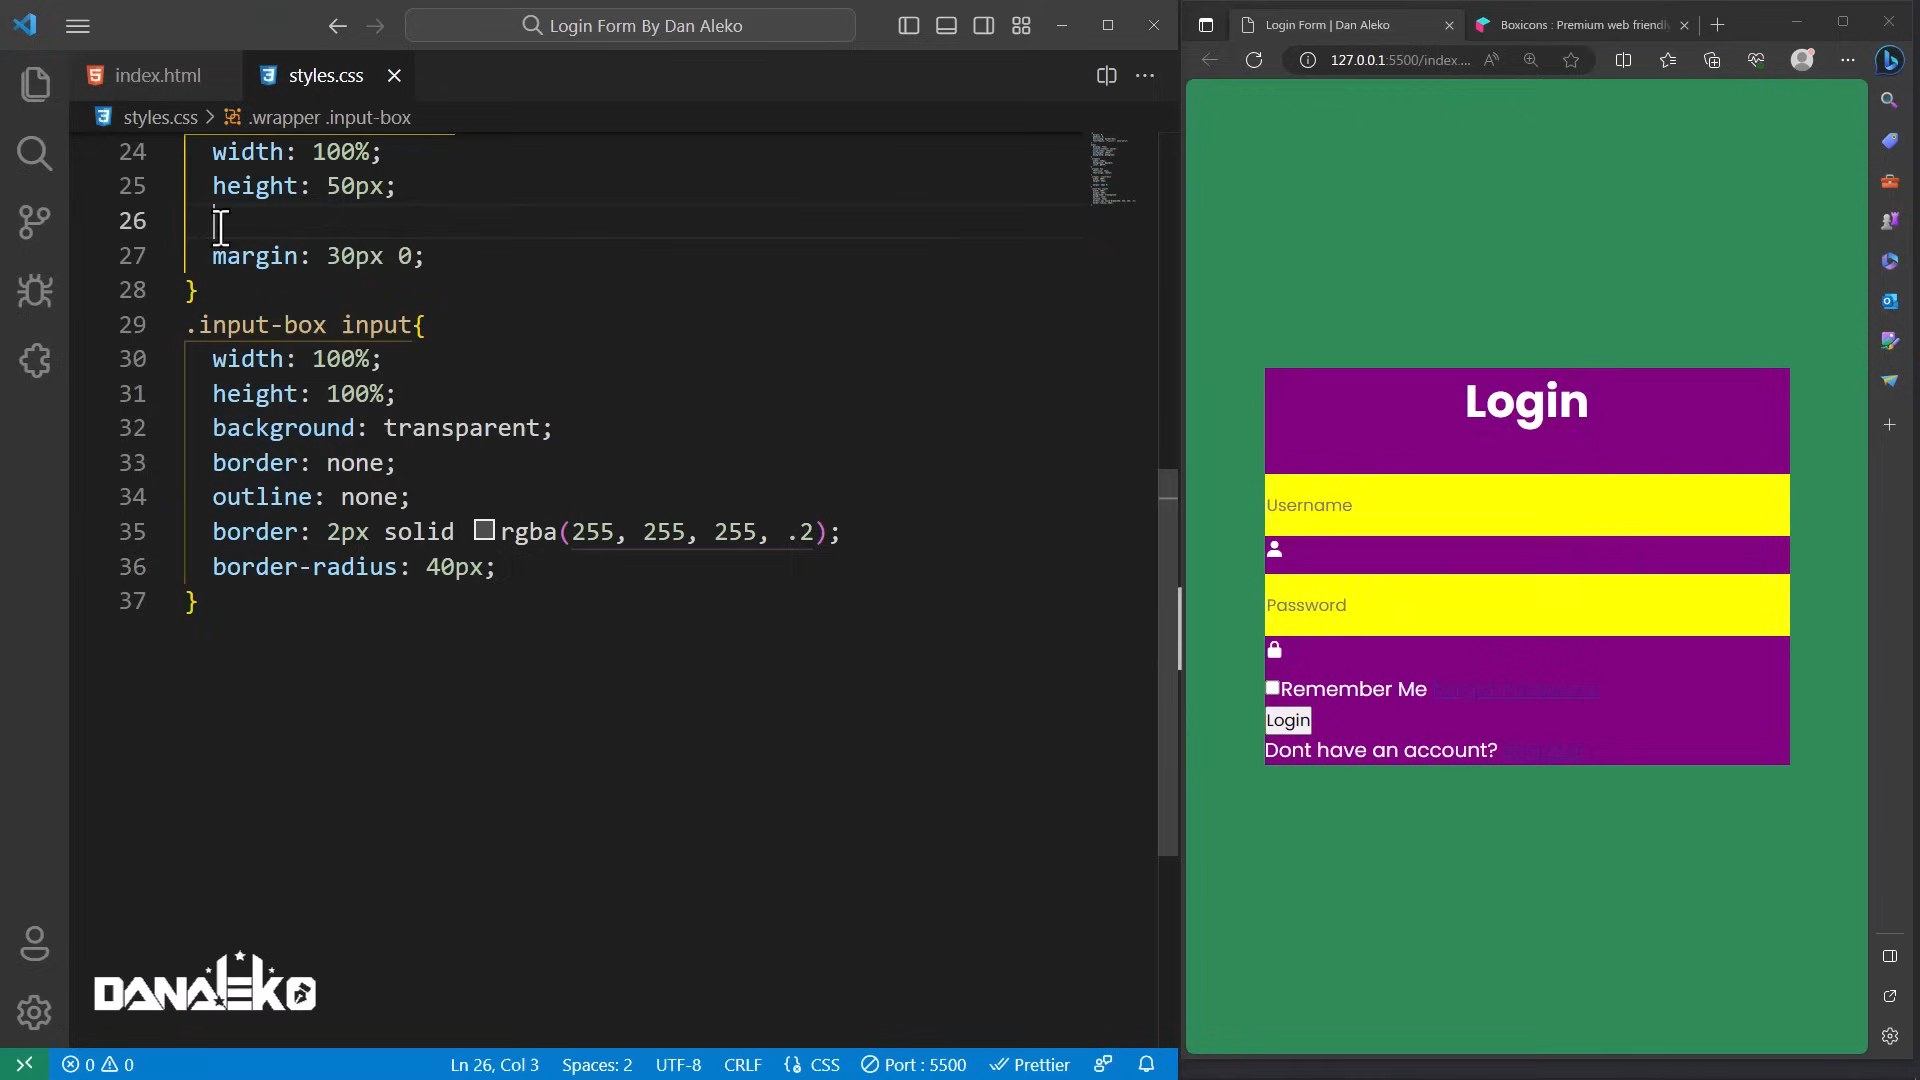 Login Form By Dan Aleko
index.html
styles.css
styles.css > .wrapper .input-box
24 width: 100%;
25 height: 50px;
26
27 margin: 30px 0;
28 }
29 .input-box input{
30 width: 100%;
31 height: 100%;
32 background: transparent;
33 border: none;
34 outline: none;
35 border: 2px solid rgba(255, 255, 255, .2);
36 border-radius: 40px;
37 }
DANALEKO
0 0
Ln 26, Col 3
Spaces: 2
UTF-8
CRLF
{} CSS
Port : 5500
Prettier
Login Form | Dan Aleko
Boxicons : Premium web friendly
127.0.0.1:5500/index....
Login
Username
Password
Remember Me
Login
Dont have an account?